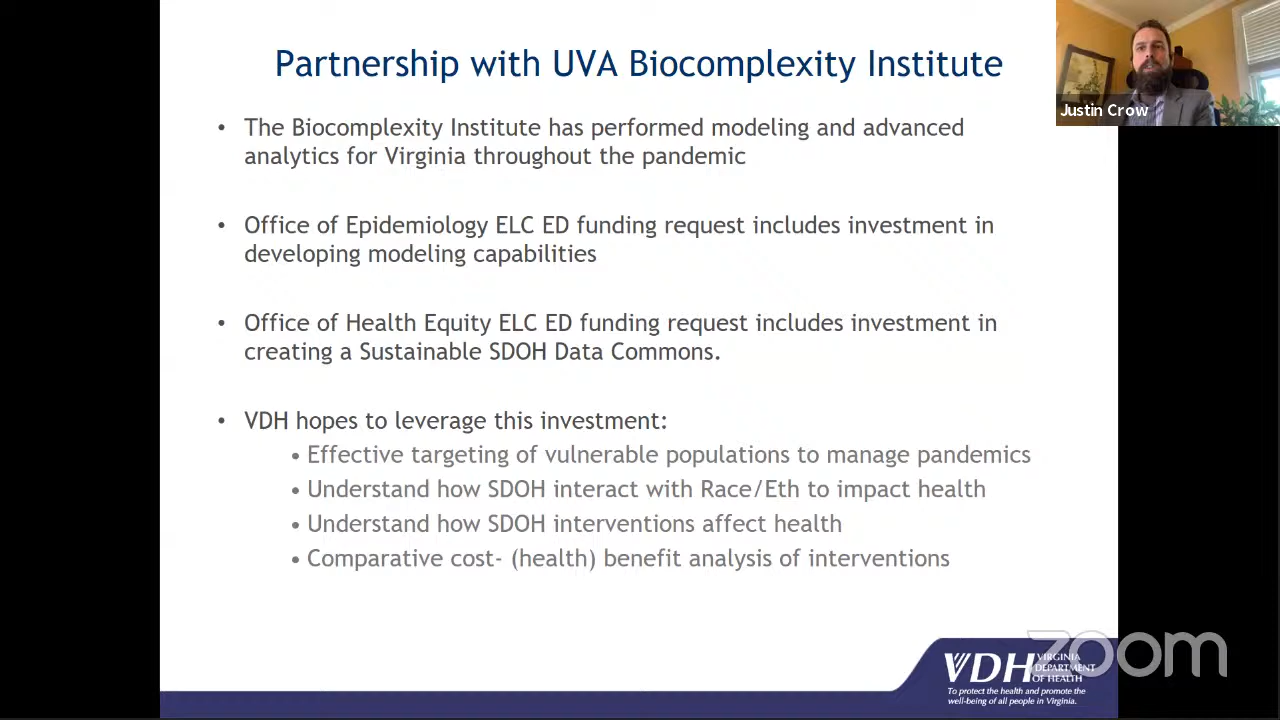 Partnership with UVA Biocomplexity Institute
• The Biocomplexity Institute has performed modeling and advanced
analytics for Virginia throughout the pandemic
• Office of Epidemiology ELC ED funding request includes investment in
developing modeling capabilities
• Office of Health Equity ELC ED funding request includes investment in
creating a Sustainable SDOH Data Commons.
• VDH hopes to leverage this investment:
• Effective targeting of vulnerable populations to manage pandemics
• Understand how SDOH interact with Race/Eth to impact health
• Understand how SDOH interventions affect health
• Comparative cost- (health) benefit analysis of interventions
Justin Crow
VDH VIRGINIA
DEPARTMENT
OF HEALTH
To protect the health and promote the
well-being of all people in Virginia.
zoom